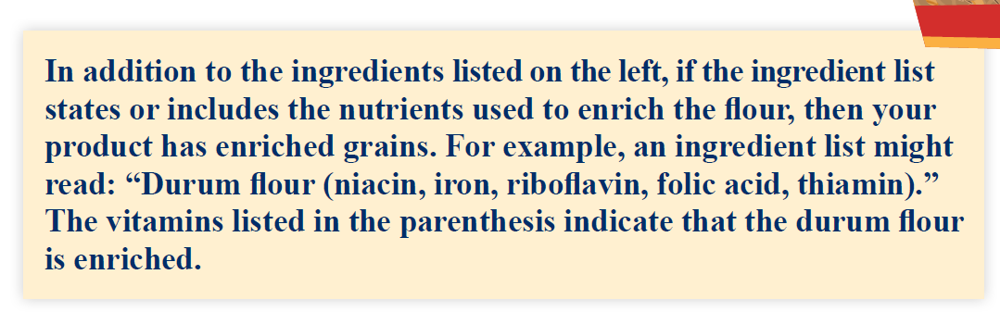 In addition to the ingredients listed on the left, if the ingredient list
states or includes the nutrients used to enrich the flour, then your
product has enriched grains. For example, an ingredient list might
read: “Durum flour (niacin, iron, riboflavin, folic acid, thiamin).”
The vitamins listed in the parenthesis indicate that the durum flour
is enriched.